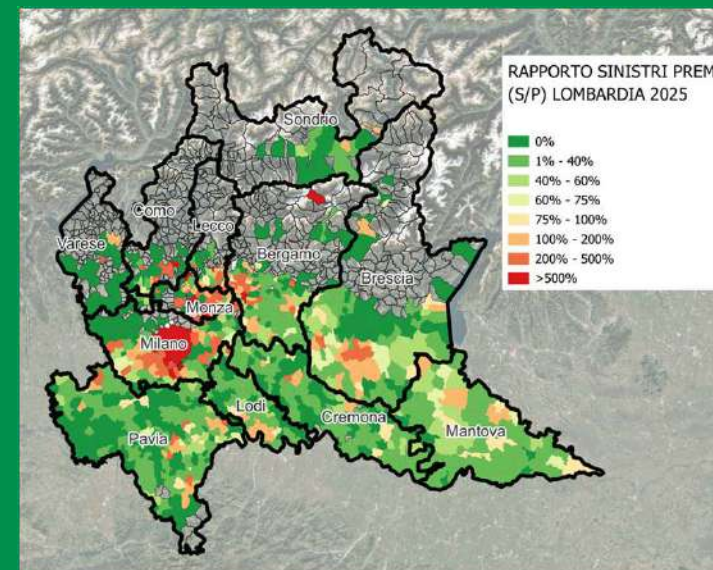 RAPPORTO SINISTRI PREM
(S/P) LOMBARDIA 2025
0%
1% - 40%
40% - 60%
60% - 75%
75% - 100%
100% - 200%
200% - 500%
>500%
Sondrio
Como
Lecco
Varese
Bergamo
Brescia
Monza
Milano
Lodi
Cremona
Mantova
Pavia